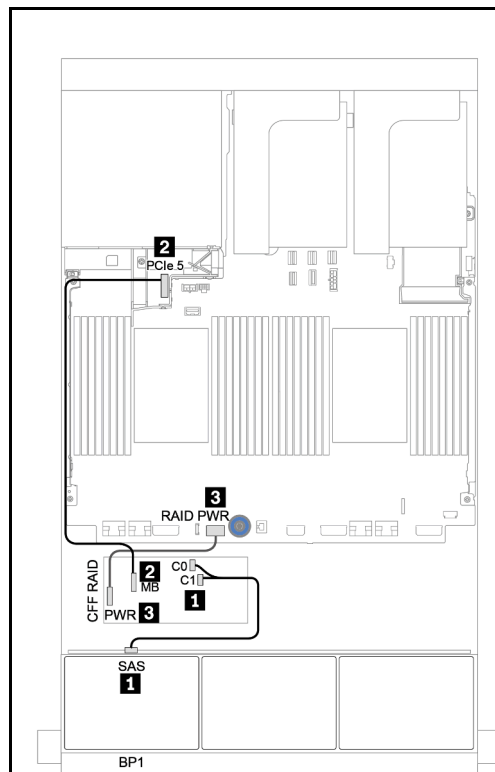 2
PCIe 5
3
RAID PWR
CFF RAID
2
MB
PWR 3
C0
C1
1
SAS
1
BP1